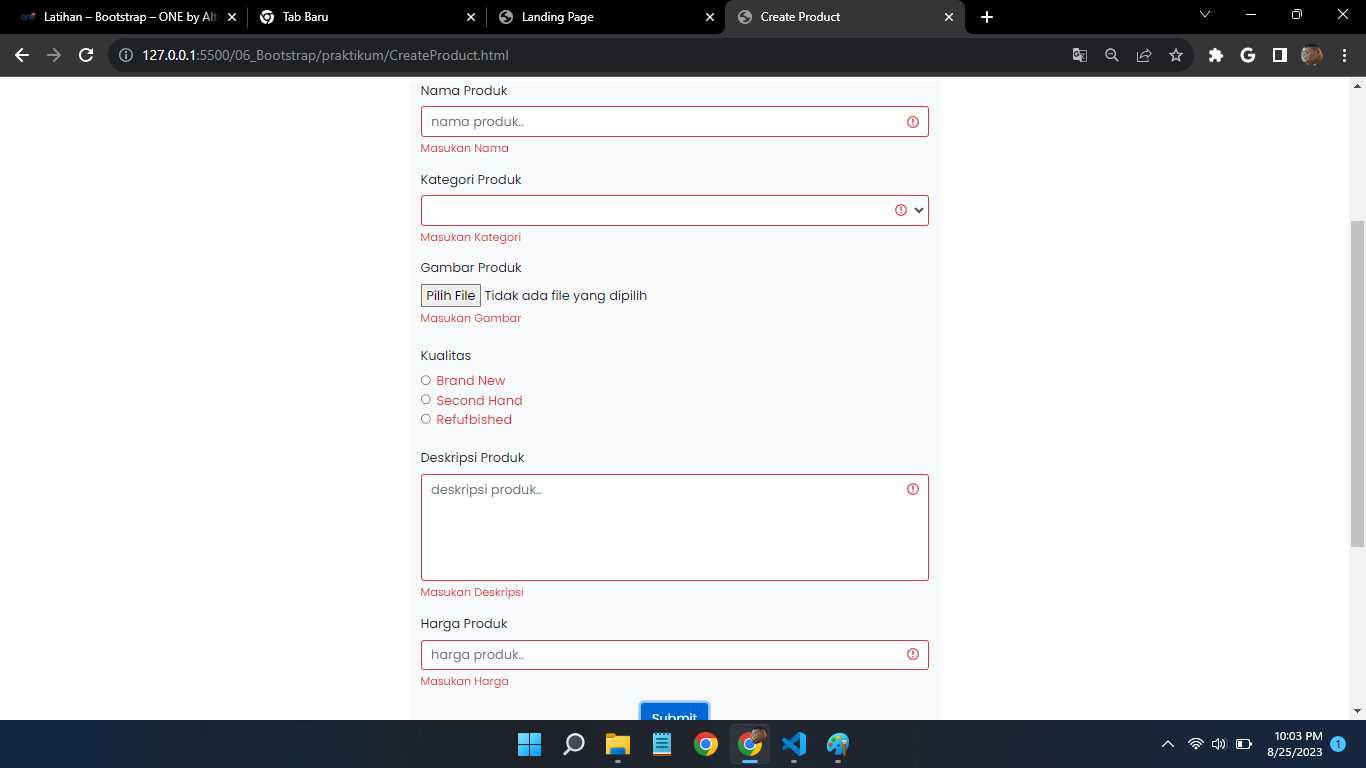 Latihan – Bootstrap – ONE by Alt
Tab Baru
Landing Page
Create Product
127.0.0.1:5500/06_Bootstrap/praktikum/CreateProduct.html
Nama Produk
nama produk..
Masukan Nama
Kategori Produk
Masukan Kategori
Gambar Produk
Pilih File Tidak ada file yang dipilih
Masukan Gambar
Kualitas
Brand New
Second Hand
Refufbished
Deskripsi Produk
deskripsi produk..
Masukan Deskripsi
Harga Produk
harga produk..
Masukan Harga
Submit
10:03 PM
8/25/2023
1